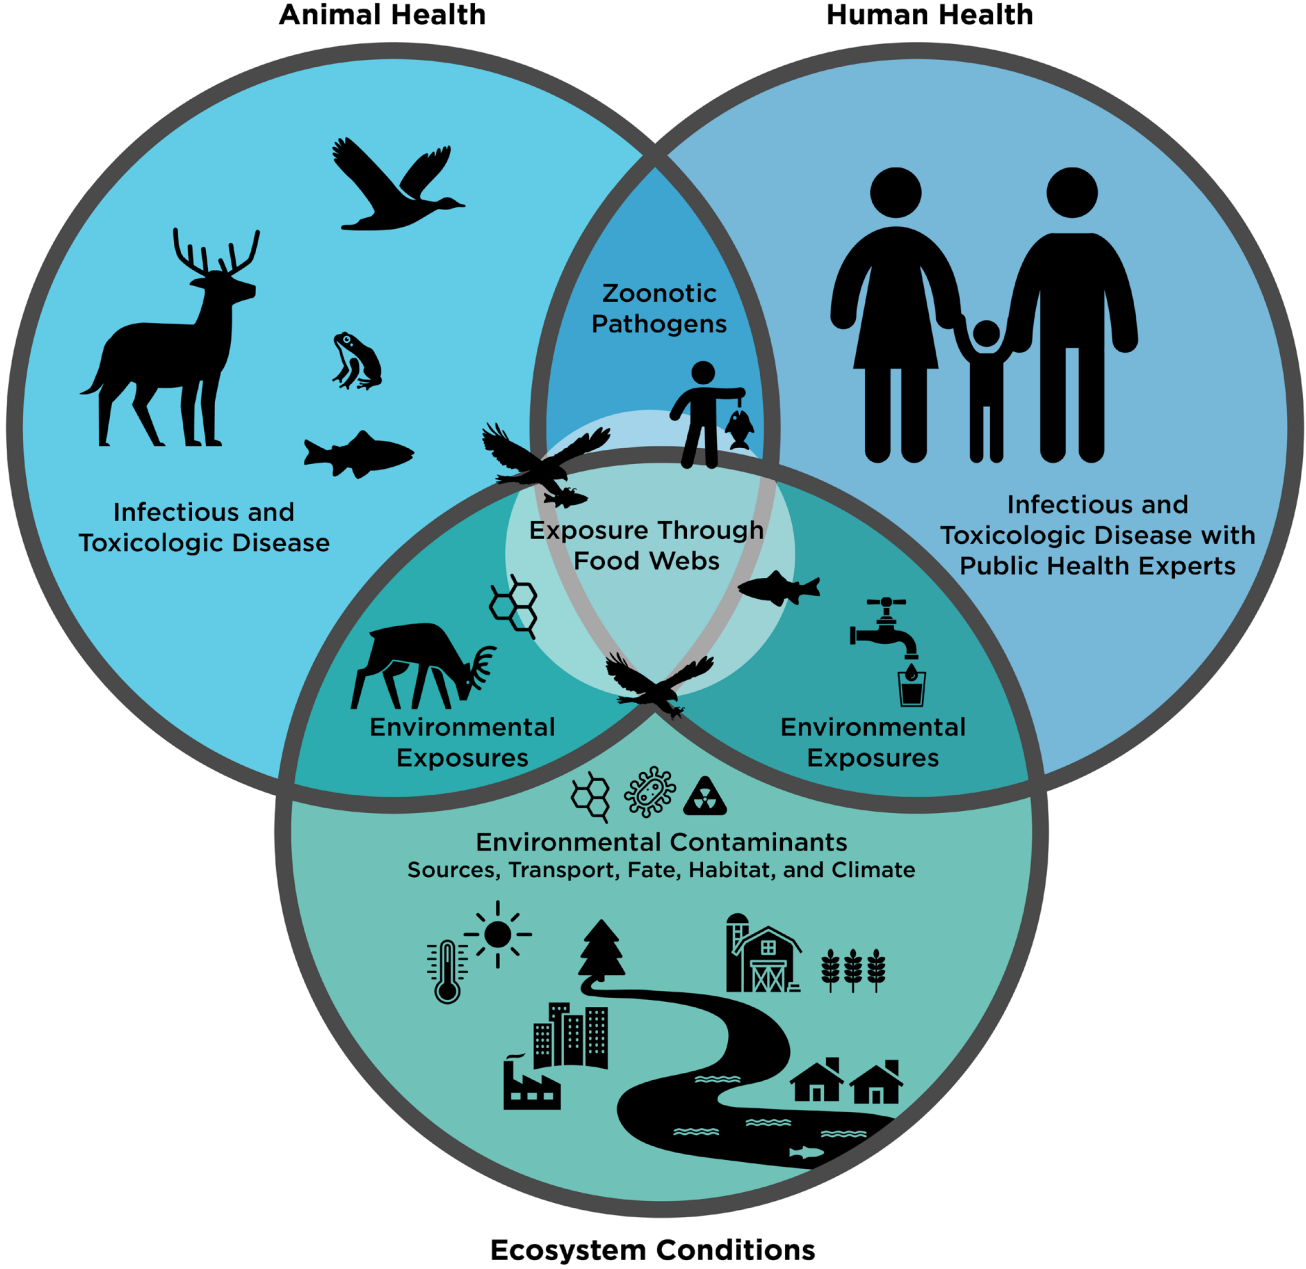 Animal Health
Human Health
Zoonotic
Pathogens
Infectious and
Toxicologic Disease
Infectious and
Toxicologic Disease with
Public Health Experts
Exposure Through
Food Webs
Environmental
Exposures
Environmental
Exposures
Environmental Contaminants
Sources, Transport, Fate, Habitat, and Climate
Ecosystem Conditions